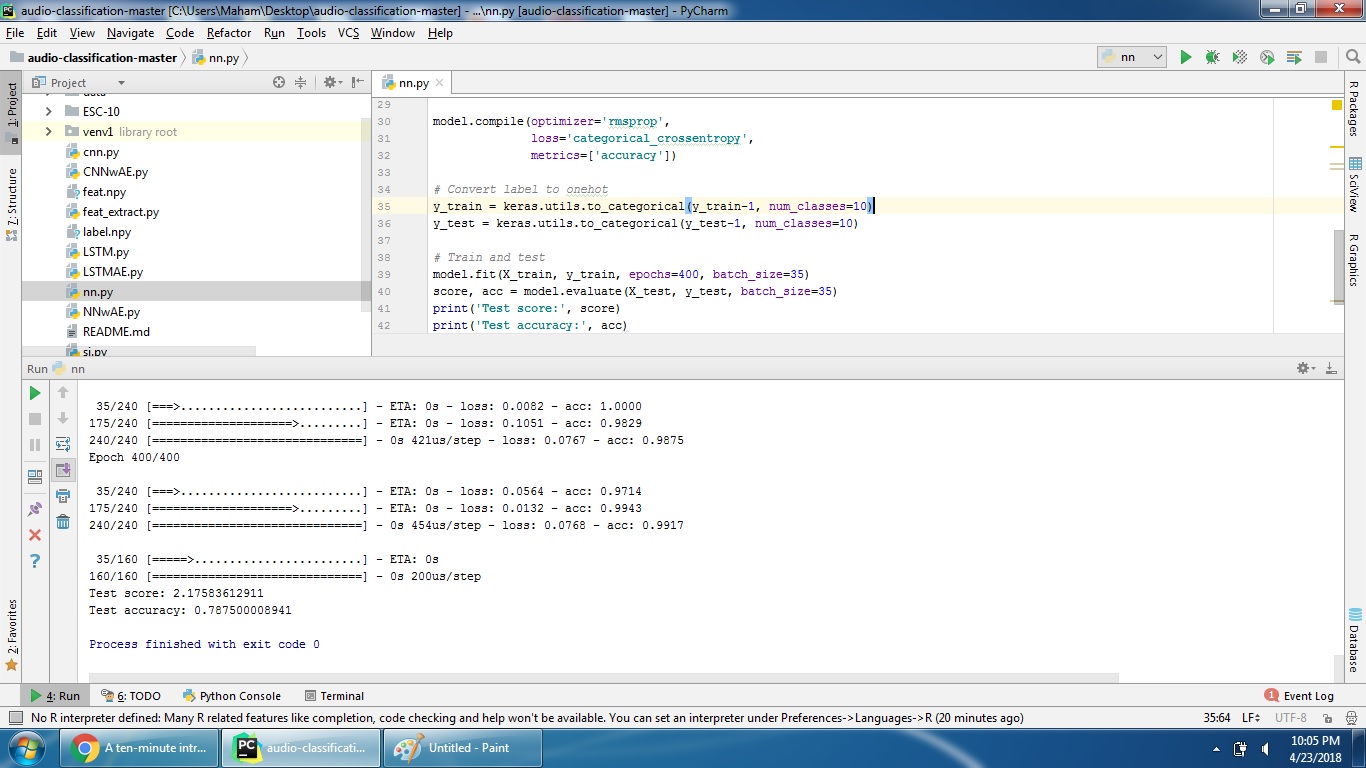 audio-classification-master [C:\Users\Maham\Desktop\audio-classification-master] - ...\nn.py [audio-classification-master] - PyCharm
File Edit View Navigate Code Refactor Run Tools VCS Window Help
audio-classification-master nn.py nn
Project
nn.py
1: Project
7: Structure
2: Favorites
ESC-10
venv1 library root
cnn.py
CNNwAE.py
feat.npy
feat_extract.py
label.npy
LSTM.py
LSTMAE.py
nn.py
NNwAE.py
README.md
si.py
29
30 model.compile(optimizer='rmsprop',
31 loss='categorical_crossentropy',
32 metrics=['accuracy'])
33
34 # Convert label to onehot
35 y_train = keras.utils.to_categorical(y_train-1, num_classes=10)
36 y_test = keras.utils.to_categorical(y_test-1, num_classes=10)
37
38 # Train and test
39 model.fit(X_train, y_train, epochs=400, batch_size=35)
40 score, acc = model.evaluate(X_test, y_test, batch_size=35)
41 print('Test score:', score)
42 print('Test accuracy:', acc)
R Packages
SciView
R Graphics
Database
Run nn
35/240 [===>..........................] - ETA: 0s - loss: 0.0082 - acc: 1.0000
175/240 [====================>.........] - ETA: 0s - loss: 0.1051 - acc: 0.9829
240/240 [==============================] - 0s 421us/step - loss: 0.0767 - acc: 0.9875
Epoch 400/400
35/240 [===>..........................] - ETA: 0s - loss: 0.0564 - acc: 0.9714
175/240 [====================>.........] - ETA: 0s - loss: 0.0132 - acc: 0.9943
240/240 [==============================] - 0s 454us/step - loss: 0.0768 - acc: 0.9917
35/160 [=====>........................] - ETA: 0s
160/160 [==============================] - 0s 200us/step
Test score: 2.17583612911
Test accuracy: 0.787500008941
Process finished with exit code 0
4: Run 6: TODO Python Console Terminal 1 Event Log
No R interpreter defined: Many R related features like completion, code checking and help won't be available. You can set an interpreter under Preferences->Languages->R (20 minutes ago) 35:64 LF UTF-8
A ten-minute intr... audio-classificati... Untitled - Paint
10:05 PM
4/23/2018